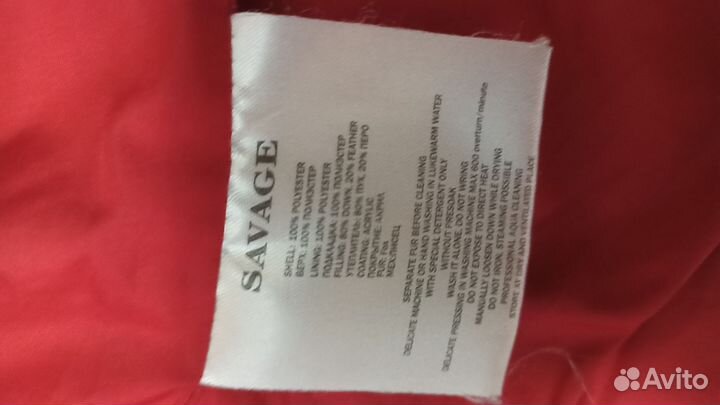 SAVAGE
SHELL: 100% POLYESTER
ВЕРХ: 100% ПОЛИЭСТЕР
LINING: 100% POLYESTER
ПОДКЛАДКА: 100% ПОЛИЭСТЕР
FILLING: 80% DOWN, 20% FEATHER
УТЕПЛИТЕЛЬ: 80% ПУХ, 20% ПЕРО
COATING: ACRYLIC
ПОКРЫТИЕ: АКРИЛ
FUR: Fox
МЕХ:ЛИСЕЦ
SEPARATE FUR BEFORE CLEANING
DELICATE MACHINE OR HAND WASHING IN LUKEWARM WATER
WITH SPECIAL DETERGENT ONLY
WITHOUT PRESOAK
WASH IT ALONE, DO NOT WRING
DELICATE PRESSING IN WASHING MACHINE MAX 800 overturn/minute
DO NOT EXPOSE TO DIRECT HEAT
MANUALLY LOOSEN DOWN WHILE DRYING
DO NOT IRON, STEAMING POSSIBLE
PROFESSIONAL AQUA CLEANING
STORE AT DRY AND VENTILATED PLACE
Avito